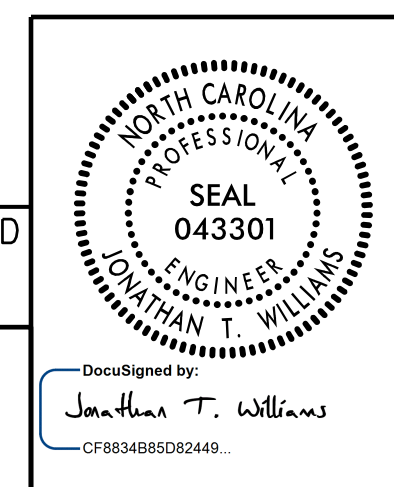 NORTH CAROLINA
PROFESSIONAL
SEAL
043301
ENGINEER
JONATHAN T. WILLIAMS
D
DocuSigned by:
Jonathan T. Williams
CF8834B85D82449...